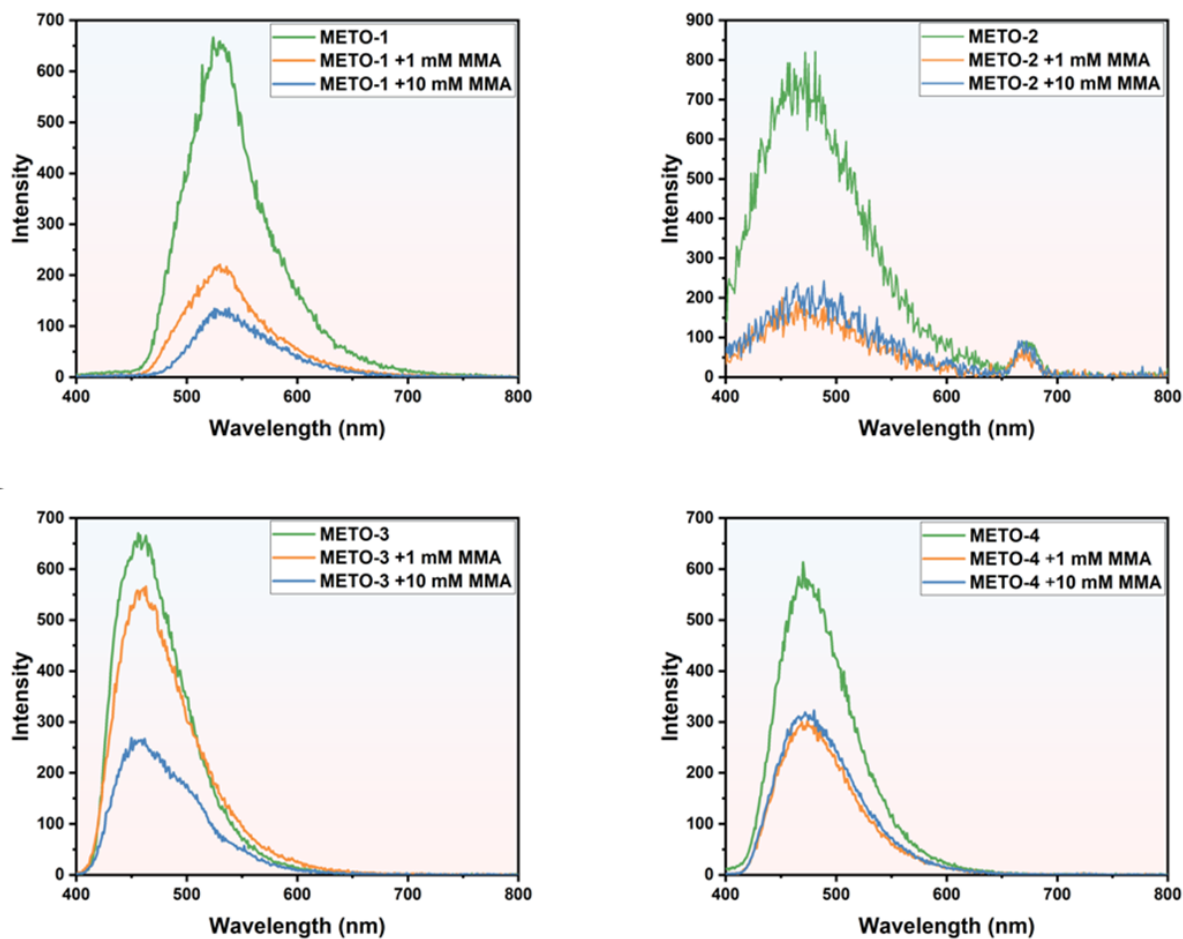 METO-1
METO-1 +1 mM MMA
METO-1 +10 mM MMA
700
600
500
400
300
200
100
0
Intensity
400 500 600 700 800
Wavelength (nm)
METO-2
METO-2 +1 mM MMA
METO-2 +10 mM MMA
900
800
700
600
500
400
300
200
100
0
Intensity
400 500 600 700 800
Wavelength (nm)
METO-3
METO-3 +1 mM MMA
METO-3 +10 mM MMA
700
600
500
400
300
200
100
0
Intensity
400 500 600 700 800
Wavelength (nm)
METO-4
METO-4 +1 mM MMA
METO-4 +10 mM MMA
700
600
500
400
300
200
100
0
Intensity
400 500 600 700 800
Wavelength (nm)